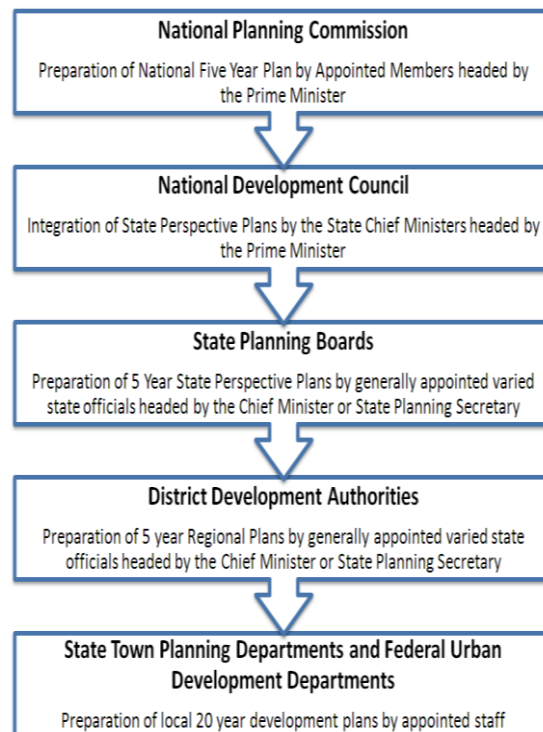 National Planning Commission
Preparation of National Five Year Plan by Appointed Members headed by
the Prime Minister
National Development Council
Integration of State Perspective Plans by the State Chief Ministers headed by
the Prime Minister
State Planning Boards
Preparation of 5 Year State Perspective Plans by generally appointed varied
state officials headed by the Chief Minister or State Planning Secretary
District Development Authorities
Preparation of 5 year Regional Plans by generally appointed varied state
officials headed by the Chief Minister or State Planning Secretary
State Town Planning Departments and Federal Urban
Development Departments
Preparation of local 20 year development plans by appointed staff